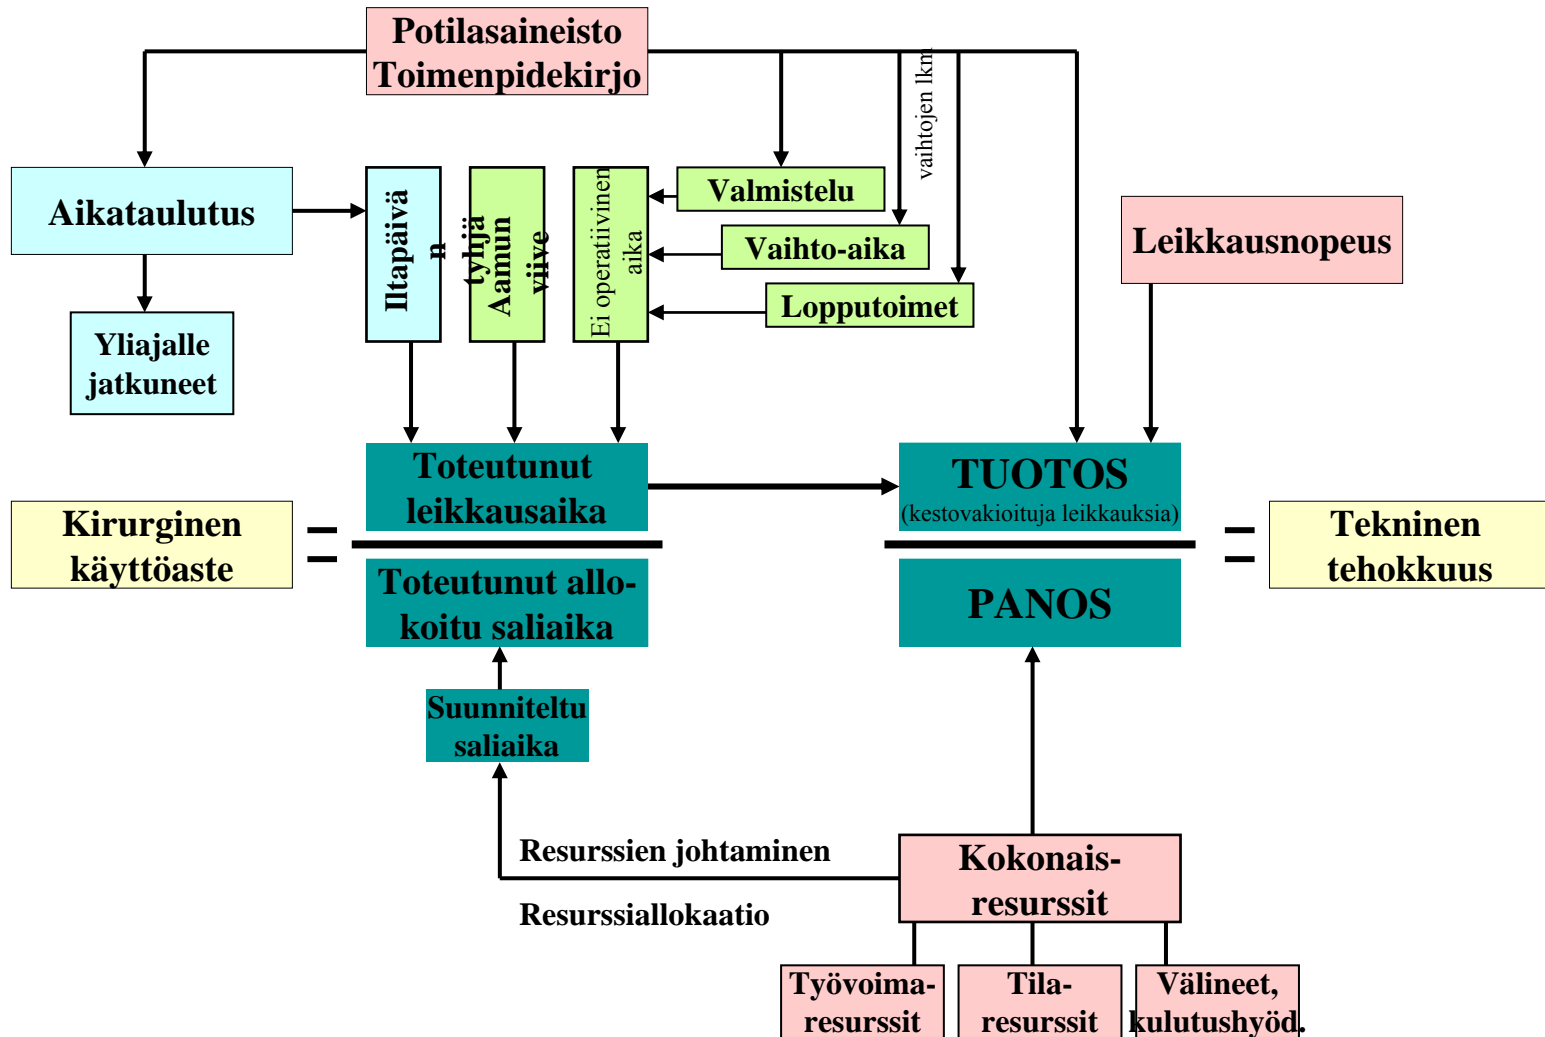 Potilasaineisto
Toimenpidekirjo
vaihtojen lkm
Aikataulutus
Iltapäivä
n
tyhjä
Aamun
viive
Ei operatiivinen
aika
Valmistelu
Vaihto-aika
Lopputoimet
Leikkausnopeus
Yliajalle
jatkuneet
Toteutunut
leikkausaika
TUOTOS
(kestovakioituja leikkauksia)
Kirurginen
käyttöaste
=
=
Tekninen
tehokkuus
Toteutunut allo-
koitu saliaika
PANOS
Suunniteltu
saliaika
Resurssien johtaminen
Resurssiallokaatio
Kokonais-
resurssit
Työvoima-
resurssit
Tila-
resurssit
Välineet,
kulutushyöd.